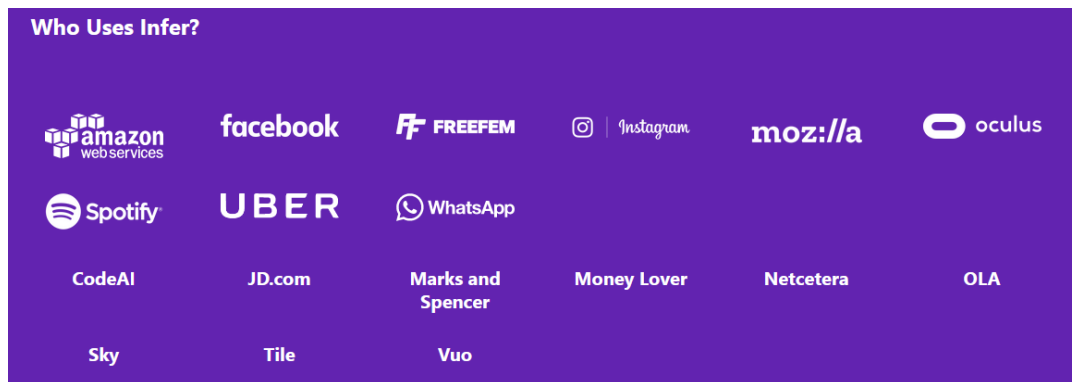 Who Uses Infer?
amazon
web services
facebook
FREEFEM
Instagram
moz://a
oculus
Spotify
UBER
WhatsApp
CodeAI
JD.com
Marks and
Spencer
Money Lover
Netcetera
OLA
Sky
Tile
Vuo